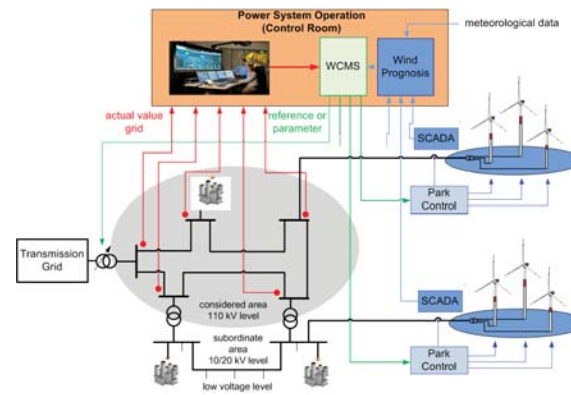 Power System Operation
(Control Room)
meteorological data
WCMS
Wind
Prognosis
actual value
grid
reference or
parameter
SCADA
Park
Control
Transmission
Grid
considered area
110 kV level
SCADA
subordinate
area
10/20 kV level
Park
Control
low voltage level